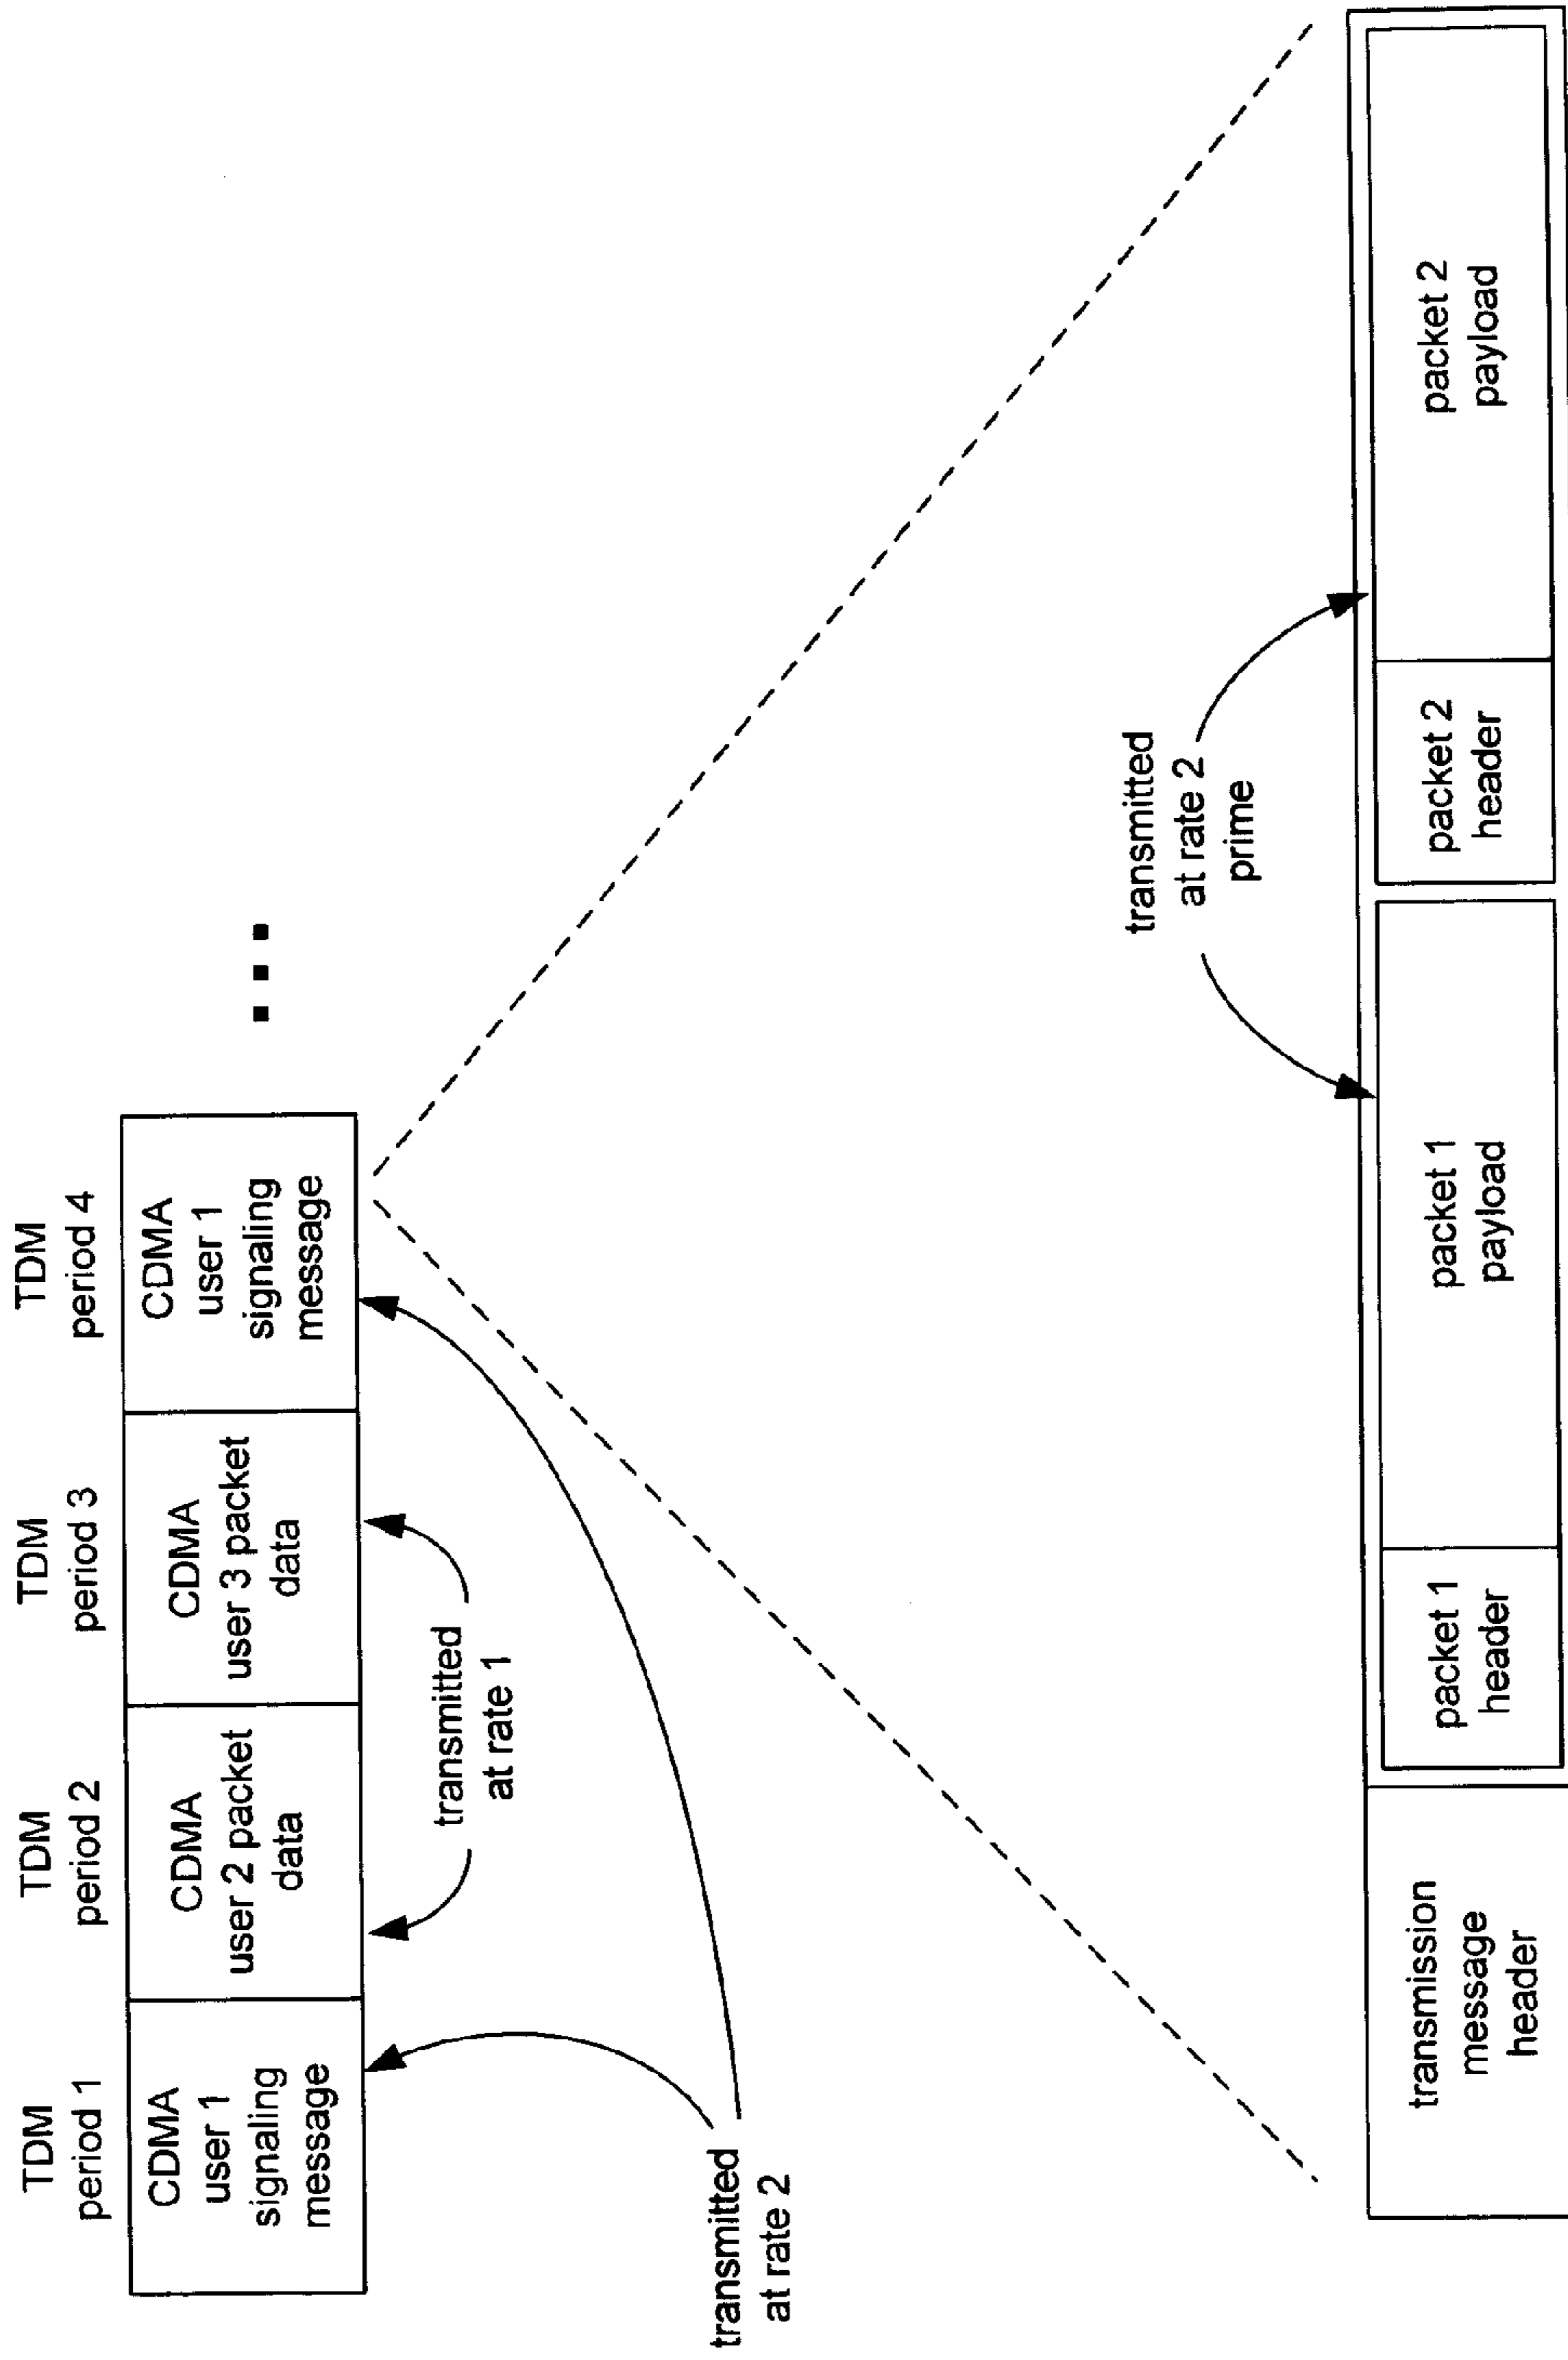 TDM
period 1
TDM
period 2
TDM
period 3
TDM
period 4
CDMA
user 1
signaling
message
CDMA
user 2 packet
data
CDMA
user 3 packet
data
CDMA
user 1
signaling
message
transmitted
at rate 1
transmitted
at rate 2
transmitted
at rate 2
prime
transmission
message
header
packet 1
header
packet 1
payload
packet 2
header
packet 2
payload